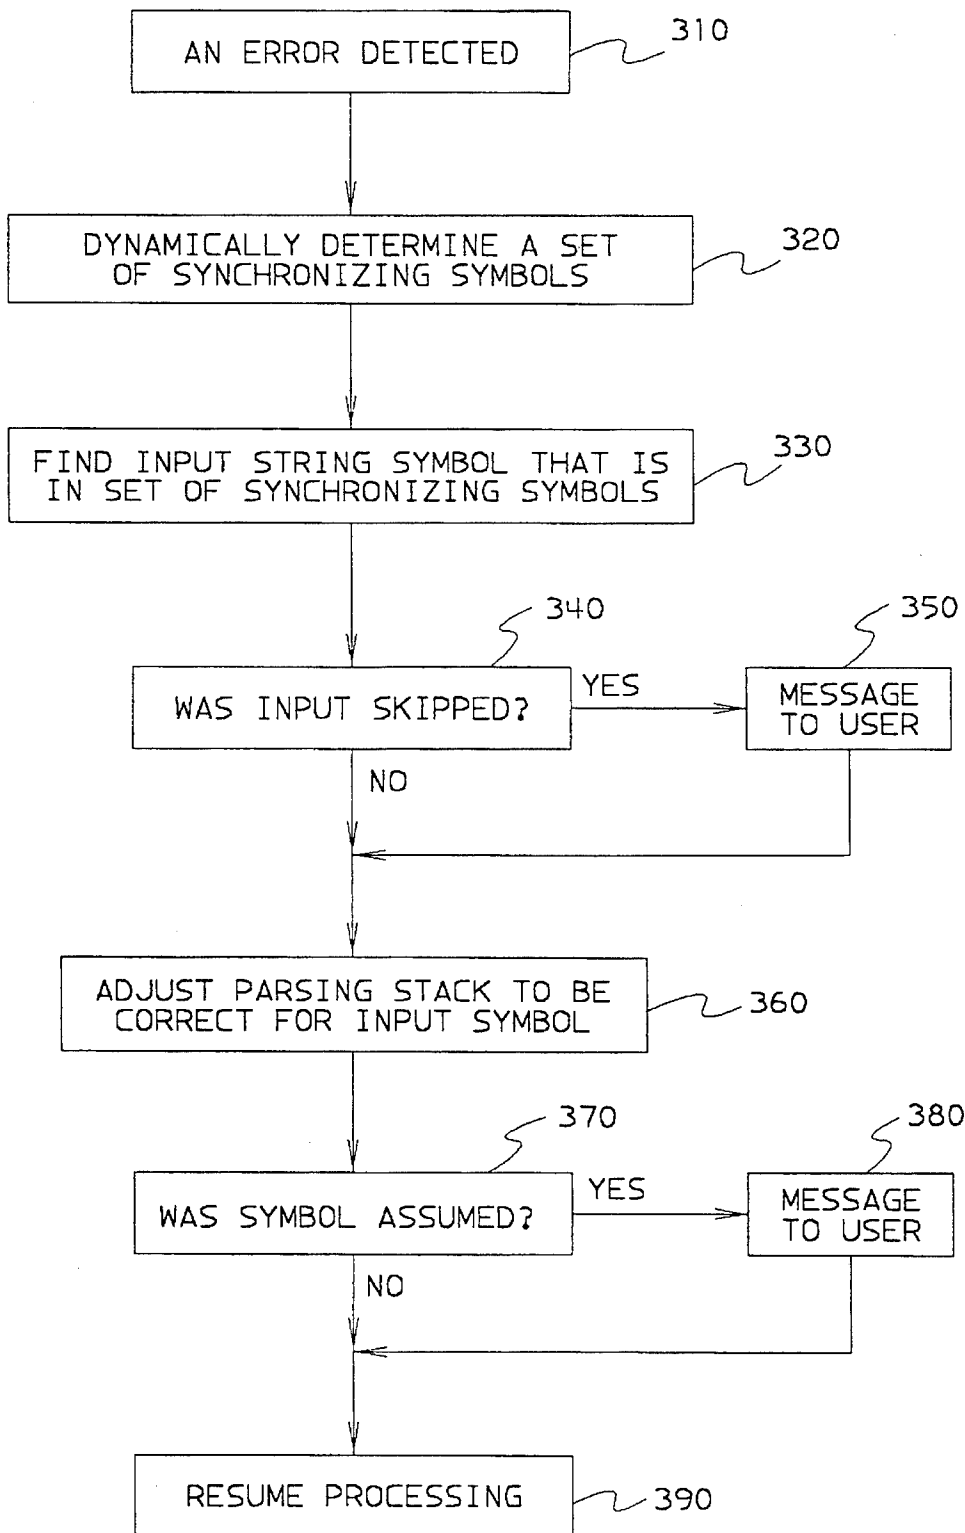 AN ERROR DETECTED
310
DYNAMICALLY DETERMINE A SET
OF SYNCHRONIZING SYMBOLS
320
FIND INPUT STRING SYMBOL THAT IS
IN SET OF SYNCHRONIZING SYMBOLS
330
340
350
WAS INPUT SKIPPED?
YES
MESSAGE
TO USER
NO
ADJUST PARSING STACK TO BE
CORRECT FOR INPUT SYMBOL
360
370
380
WAS SYMBOL ASSUMED?
YES
MESSAGE
TO USER
NO
RESUME PROCESSING
390